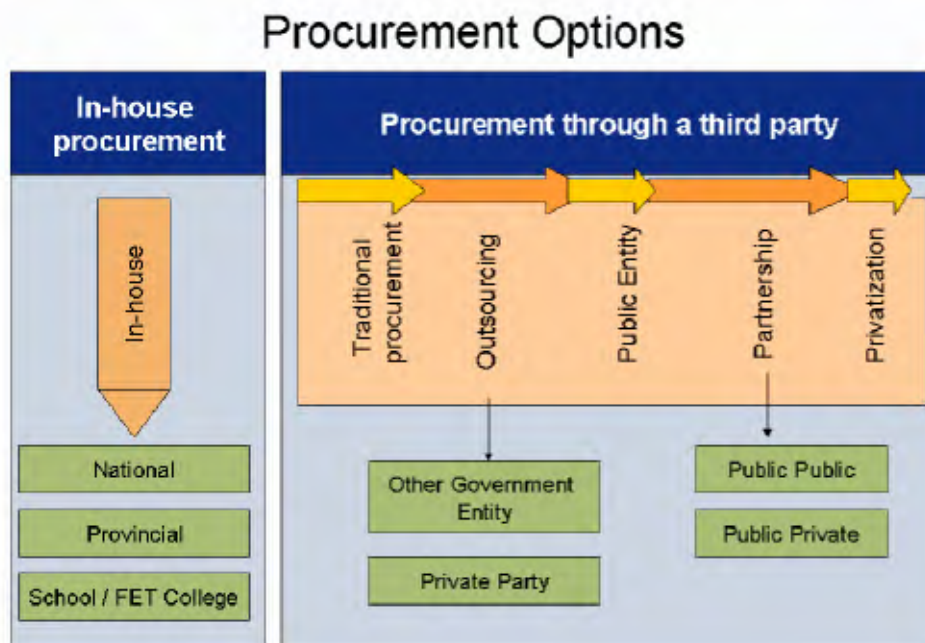 Procurement Options
In-house
procurement
In-house
National
Provincial
School / FET College
Procurement through a third party
Traditional
procurement
Outsourcing
Public Entity
Partnership
Privatization
Other Government
Entity
Private Party
Public Public
Public Private